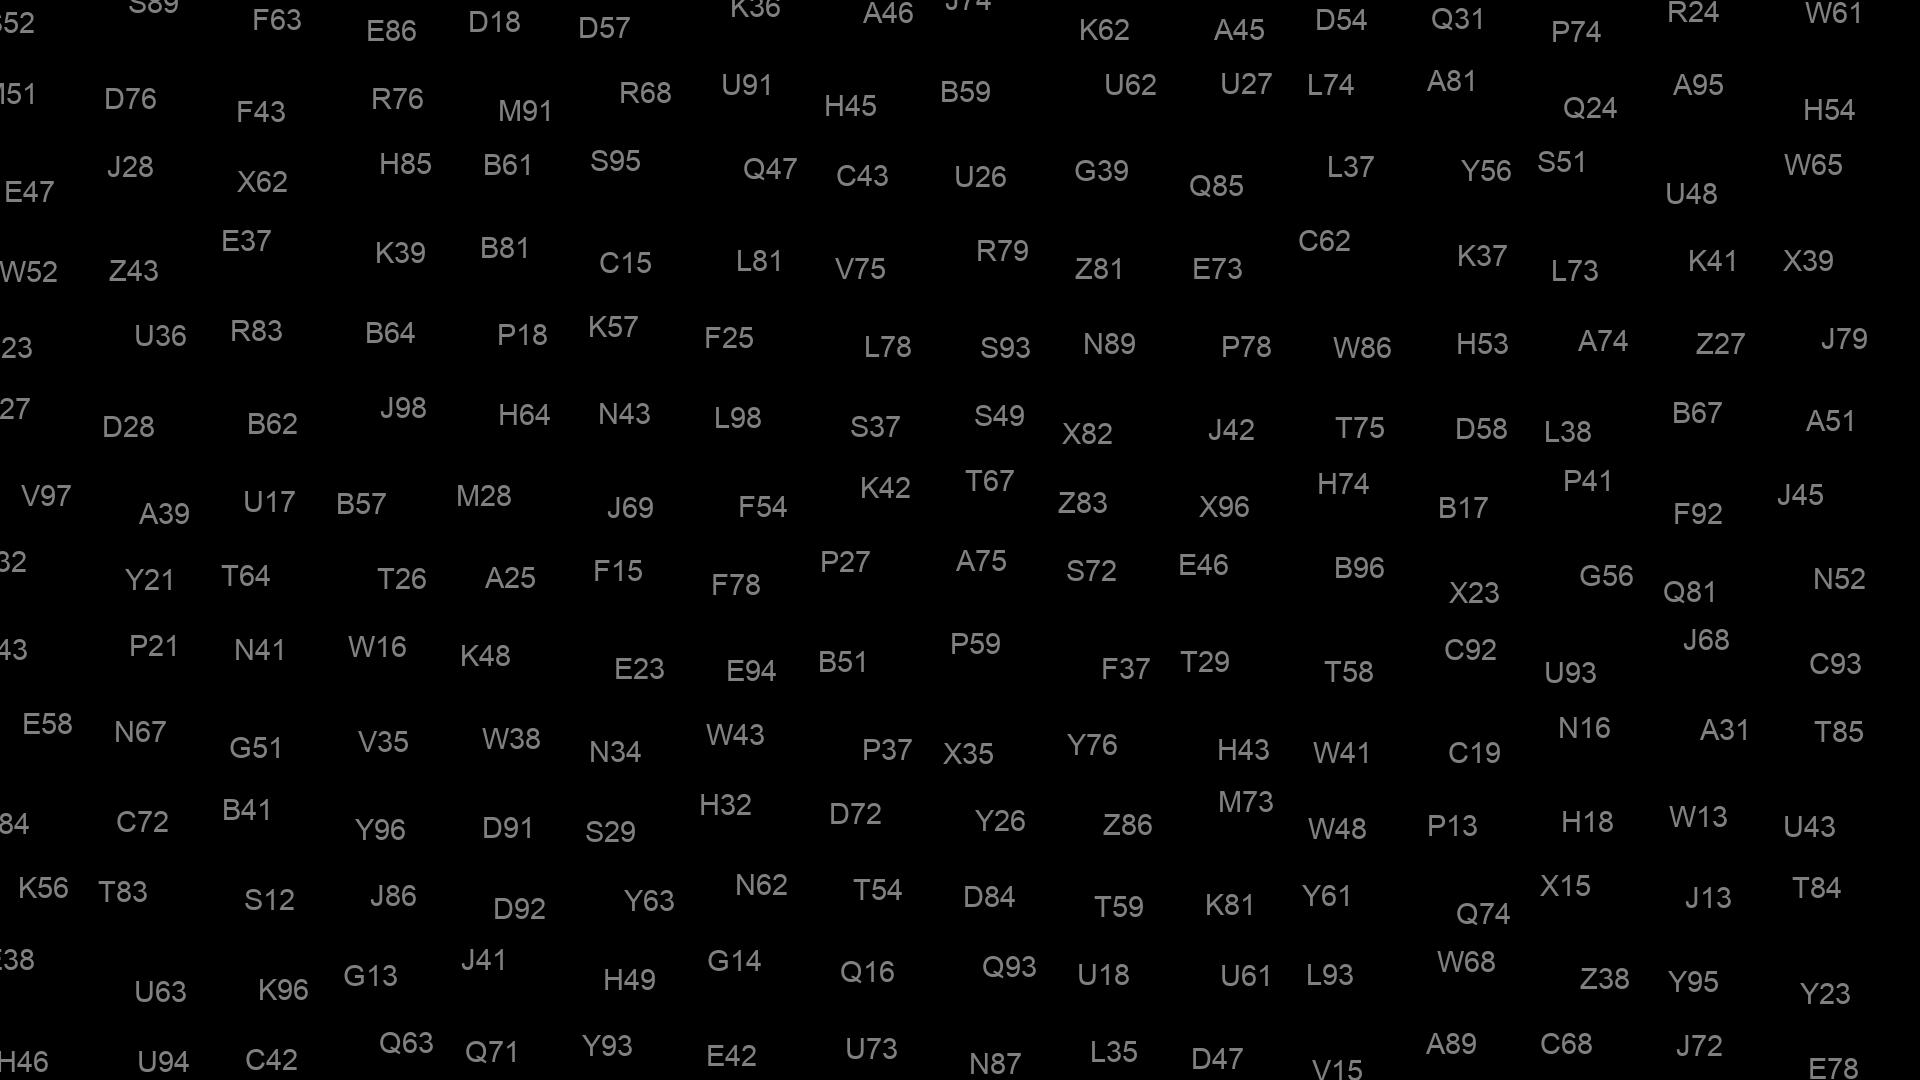 S89 F63 E86 D18 D57 K36 A46 J74 K62 A45 D54 Q31 P74 R24 W61
D76 F43 R76 M91 R68 U91 H45 B59 U62 U27 L74 A81 Q24 A95 H54
E47 J28 X62 H85 B61 S95 Q47 C43 U26 G39 Q85 L37 Y56 S51 U48 W65
W52 Z43 E37 K39 B81 C15 L81 V75 R79 Z81 E73 C62 K37 L73 K41 X39
23 U36 R83 B64 P18 K57 F25 L78 S93 N89 P78 W86 H53 A74 Z27 J79
27 D28 B62 J98 H64 N43 L98 S37 S49 X82 J42 T75 D58 L38 B67 A51
V97 A39 U17 B57 M28 J69 F54 K42 T67 Z83 X96 H74 B17 P41 F92 J45
32 Y21 T64 T26 A25 F15 F78 P27 A75 S72 E46 B96 X23 G56 Q81 N52
43 P21 N41 W16 K48 E23 E94 B51 P59 F37 T29 T58 C92 U93 J68 C93
E58 N67 G51 V35 W38 N34 W43 P37 X35 Y76 H43 W41 C19 N16 A31 T85
84 C72 B41 Y96 D91 S29 H32 D72 Y26 Z86 M73 W48 P13 H18 W13 U43
K56 T83 S12 J86 D92 Y63 N62 T54 D84 T59 K81 Y61 Q74 X15 J13 T84
38 U63 K96 G13 J41 H49 G14 Q16 Q93 U18 U61 L93 W68 Z38 Y95 Y23
H46 U94 C42 Q63 Q71 Y93 E42 U73 N87 L35 D47 V15 A89 C68 J72 E78